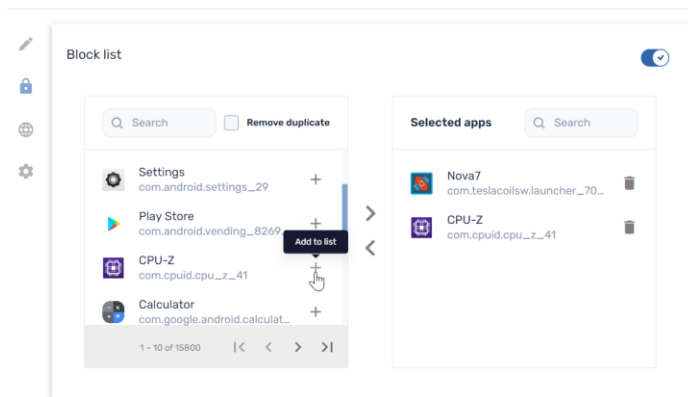 Block list
Search
Remove duplicate
Settings
com.android.settings_29
Play Store
com.android.vending_8269
Add to list
CPU-Z
com.cpuid.cpu_z_41
Calculator
com.google.android.calculat...
1 – 10 of 15800
Selected apps
Search
Nova7
com.teslacoilsw.launcher_70...
CPU-Z
com.cpuid.cpu_z_41